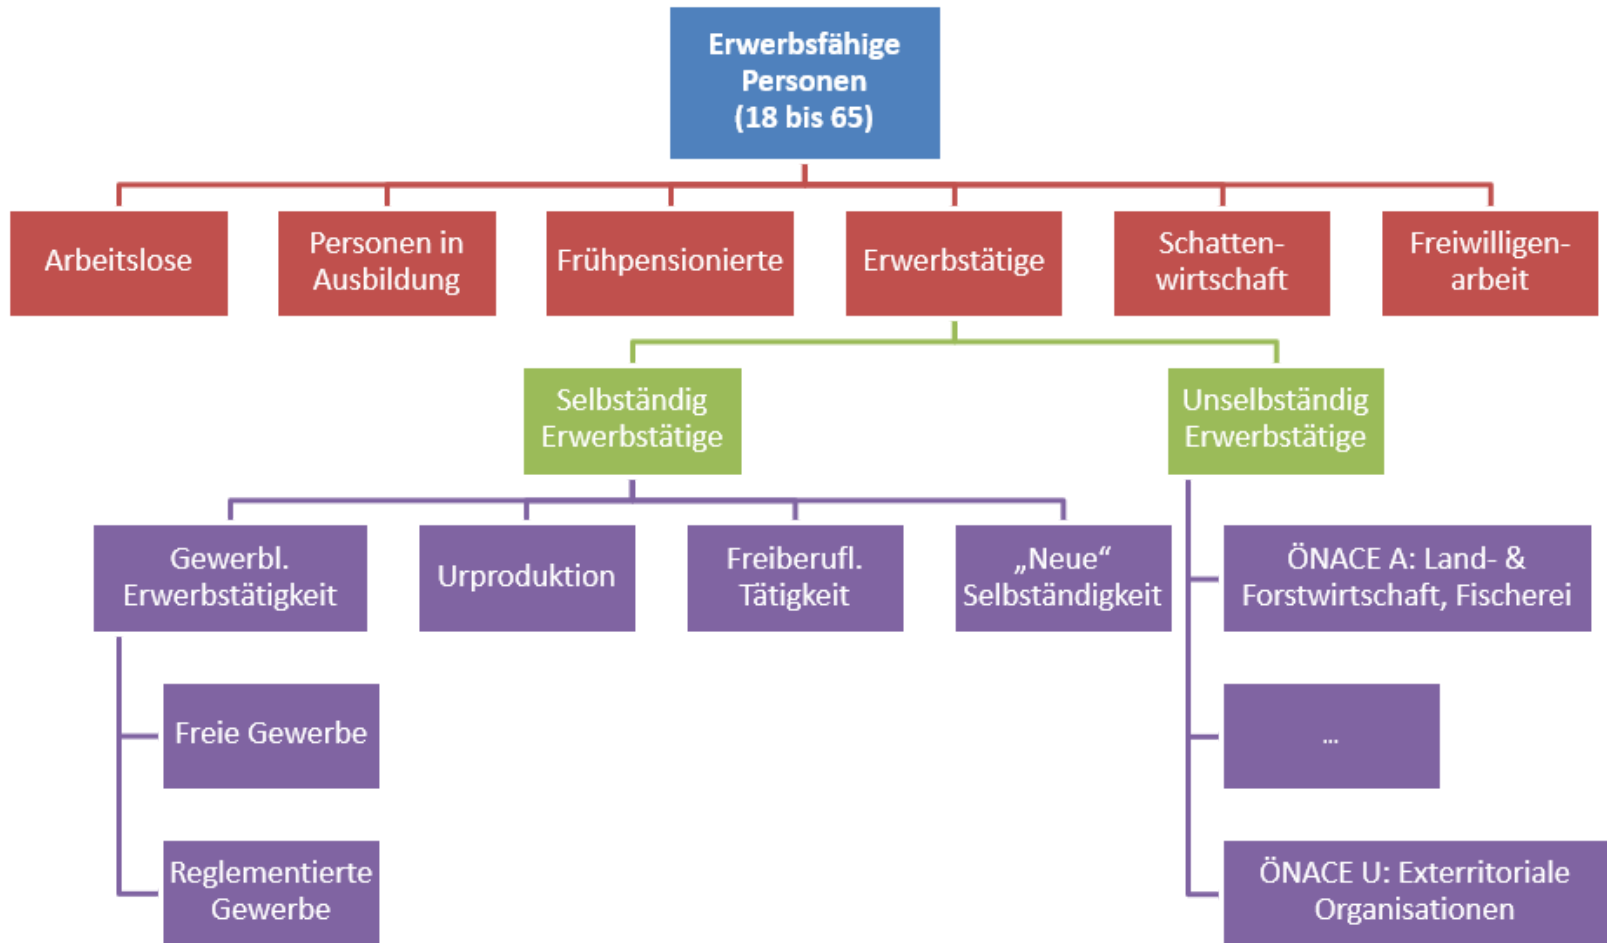 Erwerbsfähige
Personen
(18 bis 65)
Arbeitslose
Personen in
Ausbildung
Frühpensionierte
Erwerbstätige
Schatten-
wirtschaft
Freiwilligen-
arbeit
Selbständig
Erwerbstätige
Unselbständig
Erwerbstätige
Gewerbl.
Erwerbstätigkeit
Urproduktion
Freiberufl.
Tätigkeit
„Neue“
Selbständigkeit
ÖNACE A: Land- &
Forstwirtschaft, Fischerei
Freie Gewerbe
...
Reglementierte
Gewerbe
ÖNACE U: Exterritoriale
Organisationen